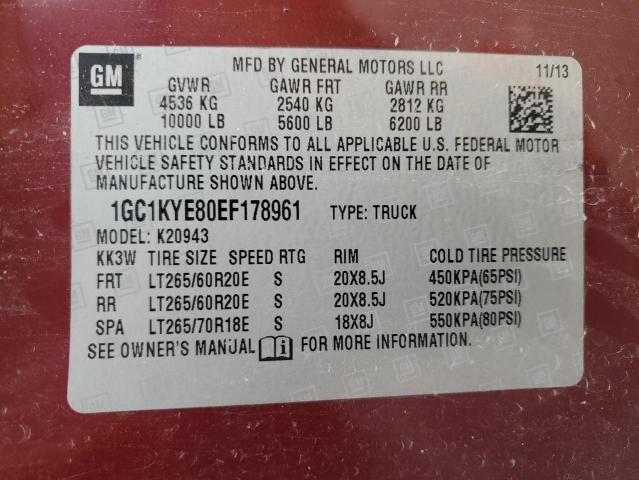 GM
MFD BY GENERAL MOTORS LLC 11/13
GVWR GAWR FRT GAWR RR
4536 KG 2540 KG 2812 KG
10000 LB 5600 LB 6200 LB
THIS VEHICLE CONFORMS TO ALL APPLICABLE U.S. FEDERAL MOTOR
VEHICLE SAFETY STANDARDS IN EFFECT ON THE DATE OF
MANUFACTURE SHOWN ABOVE.
1GC1KYE80EF178961 TYPE: TRUCK
MODEL: K20943
KK3W TIRE SIZE SPEED RTG RIM COLD TIRE PRESSURE
FRT LT265/60R20E S 20X8.5J 450KPA(65PSI)
RR LT265/60R20E S 20X8.5J 520KPA(75PSI)
SPA LT265/70R18E S 18X8J 550KPA(80PSI)
SEE OWNER'S MANUAL i FOR MORE INFORMATION.